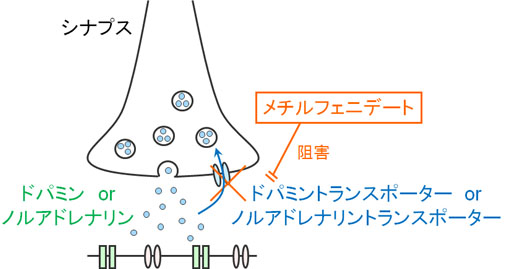 シナプス
メチルフェニデート
阻害
ドパミン or
ノルアドレナリン
ドパミントランスポーター or
ノルアドレナリントランスポーター